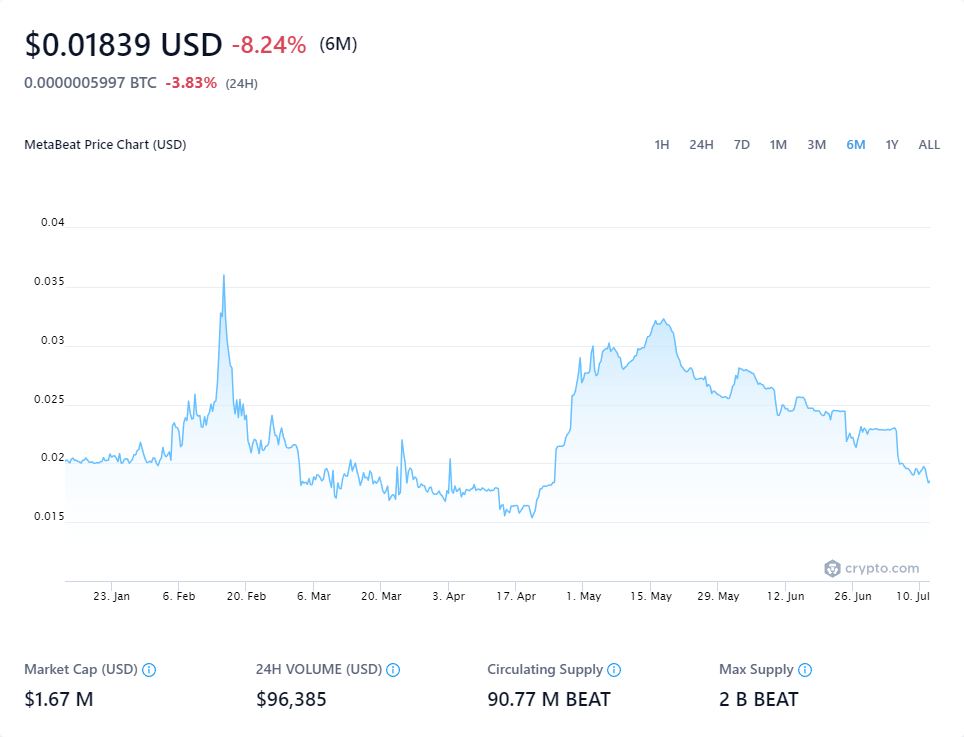 $0.01839 USD -8.24% (6M)
0.0000005997 BTC -3.83% (24H)
MetaBeat Price Chart (USD) 1H 24H 7D 1M 3M 6M 1Y ALL
0.04
0.035
0.03
0.025
0.02
0.015
crypto.com
23. Jan 6. Feb 20. Feb 6. Mar 20. Mar 3. Apr 17. Apr 1. May 15. May 29. May 12. Jun 26. Jun 10. Jul
Market Cap (USD) 24H VOLUME (USD) Circulating Supply Max Supply
$1.67 M $96,385 90.77 M BEAT 2 B BEAT